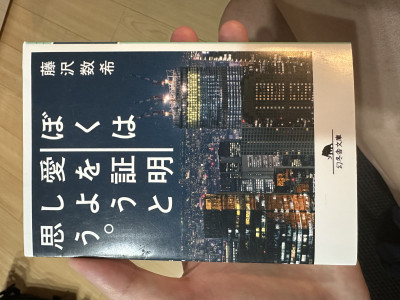 藤沢数希
ぼくは
愛を証明
しようと
思う。
幻冬舎文庫